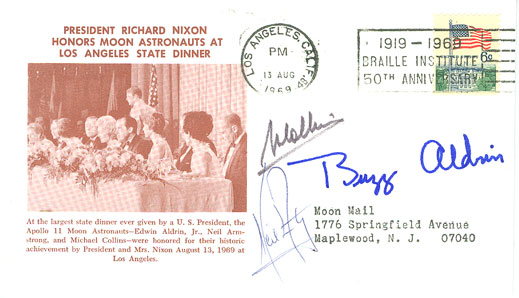 PRESIDENT RICHARD NIXON
HONORS MOON ASTRONAUTS AT
LOS ANGELES STATE DINNER
At the largest state dinner ever given by a U. S. President, the
Apollo 11 Moon Astronauts—Edwin Aldrin, Jr., Neil Arm-
strong, and Michael Collins—were honored for their historic
achievement by President and Mrs. Nixon August 13, 1969 at
Los Angeles.
LOS ANGELES, CALIF.
PM
13 AUG
1969
1919 - 1969
BRAILLE INSTITUTE
50TH ANNIVERSARY
6¢
MCollins
Buzz Aldrin
Neil
Moon Mail
1776 Springfield Avenue
Maplewood, N. J. 07040